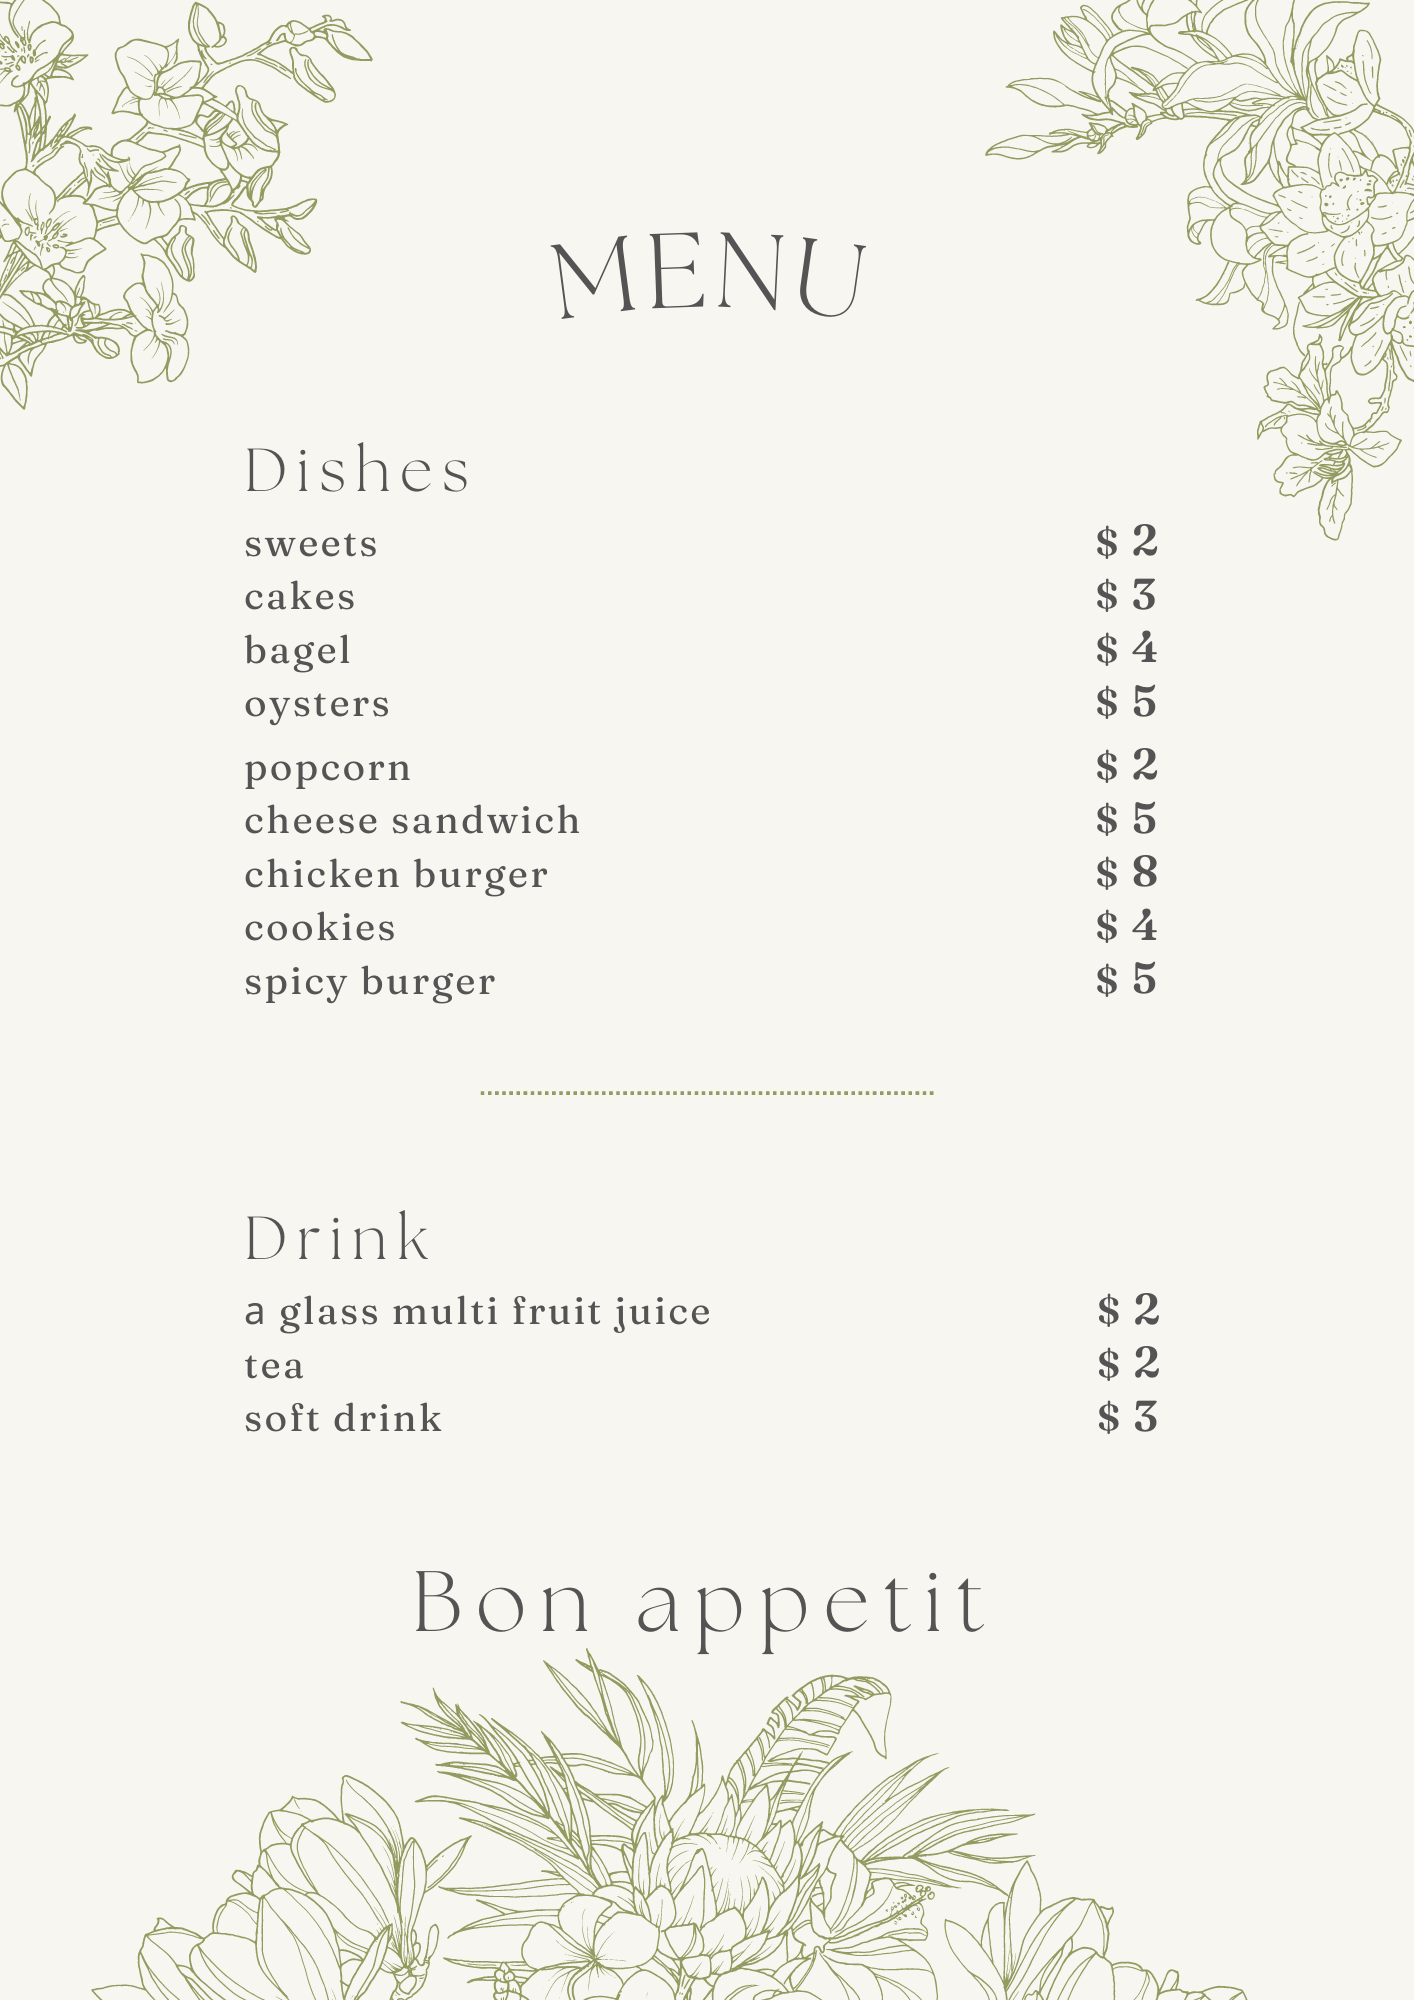 MENU
Dishes
sweets $ 2
cakes $ 3
bagel $ 4
oysters $ 5
popcorn $ 2
cheese sandwich $ 5
chicken burger $ 8
cookies $ 4
spicy burger $ 5
Drink
a glass multi fruit juice $ 2
tea $ 2
soft drink $ 3
Bon appetit